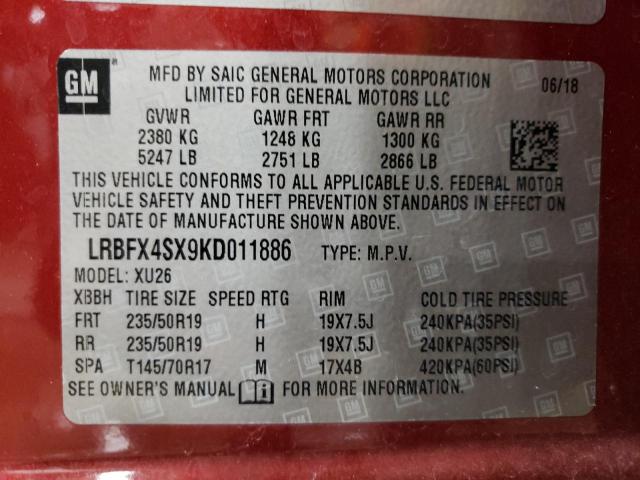 GM
MFD BY SAIC GENERAL MOTORS CORPORATION 06/18
LIMITED FOR GENERAL MOTORS LLC
GVWR GAWR FRT GAWR RR
2380 KG 1248 KG 1300 KG
5247 LB 2751 LB 2866 LB
THIS VEHICLE CONFORMS TO ALL APPLICABLE U.S. FEDERAL MOTOR
VEHICLE SAFETY AND THEFT PREVENTION STANDARDS IN EFFECT ON
THE DATE OF MANUFACTURE SHOWN ABOVE.
LRBFX4SX9KD011886 TYPE: M.P.V.
MODEL: XU26
XBBH TIRE SIZE SPEED RTG RIM COLD TIRE PRESSURE
FRT 235/50R19 H 19X7.5J 240KPA(35PSI)
RR 235/50R19 H 19X7.5J 240KPA(35PSI)
SPA T145/70R17 M 17X4B 420KPA(60PSI)
SEE OWNER'S MANUAL FOR MORE INFORMATION.